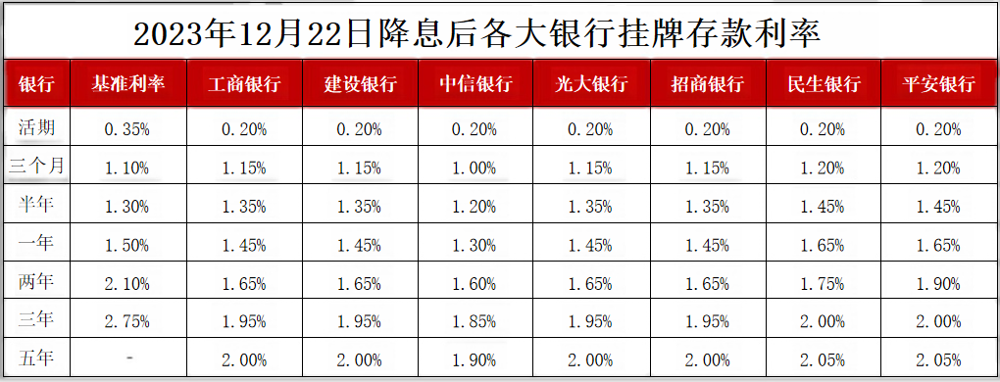 2023年12月22日降息后各大银行挂牌存款利率
银行 基准利率 工商银行 建设银行 中信银行 光大银行 招商银行 民生银行 平安银行
活期 0.35% 0.20% 0.20% 0.20% 0.20% 0.20% 0.20% 0.20%
三个月 1.10% 1.15% 1.15% 1.00% 1.15% 1.15% 1.20% 1.20%
半年 1.30% 1.35% 1.35% 1.20% 1.35% 1.35% 1.45% 1.45%
一年 1.50% 1.45% 1.45% 1.30% 1.45% 1.45% 1.65% 1.65%
两年 2.10% 1.65% 1.65% 1.60% 1.65% 1.65% 1.75% 1.90%
三年 2.75% 1.95% 1.95% 1.85% 1.95% 1.95% 2.00% 2.00%
五年 - 2.00% 2.00% 1.90% 2.00% 2.00% 2.05% 2.05%